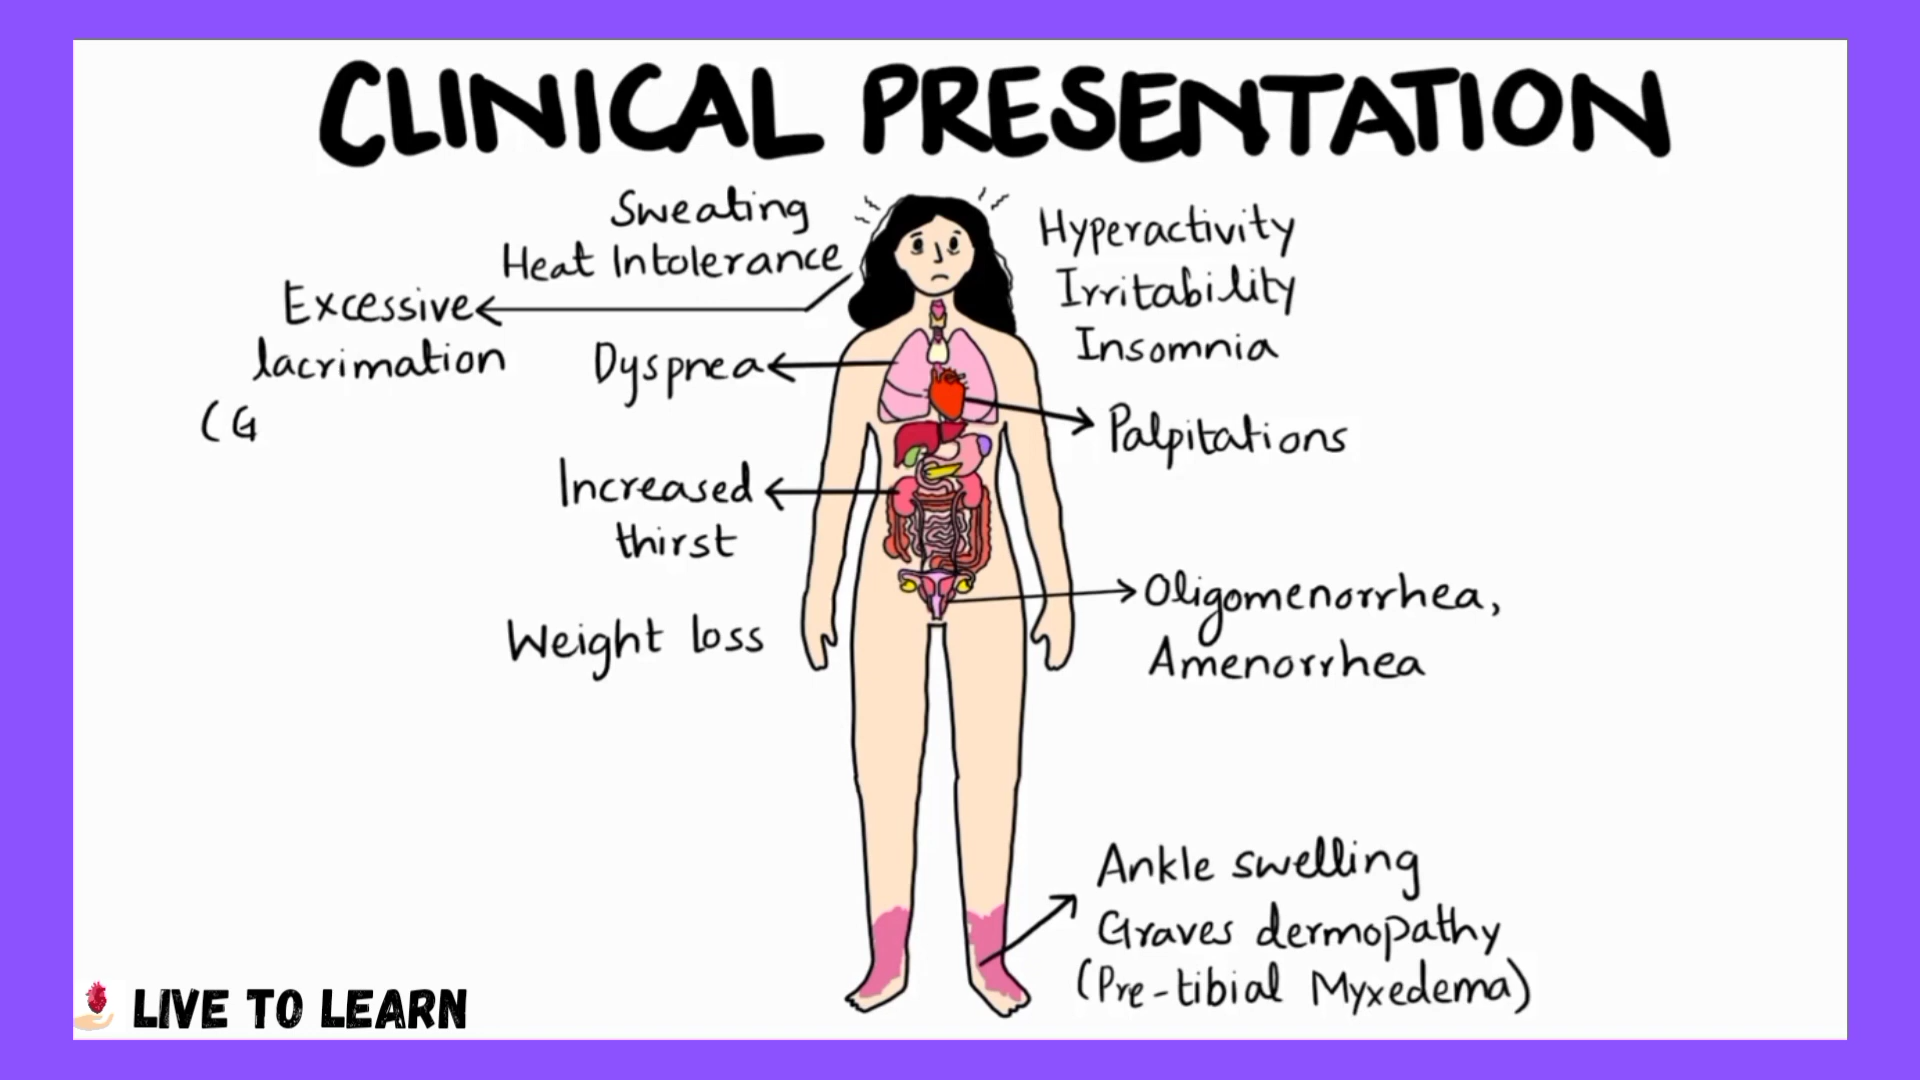 CLINICAL PRESENTATION
Sweating
Heat Intolerance
Excessive
lacrimation
(G
Dyspnea
Increased
thirst
Weight loss
Hyperactivity
Irritability
Insomnia
Palpitations
Oligomenorrhea,
Amenorrhea
Ankle swelling
Graves dermopathy
(Pre-tibial Myxedema)
LIVE TO LEARN